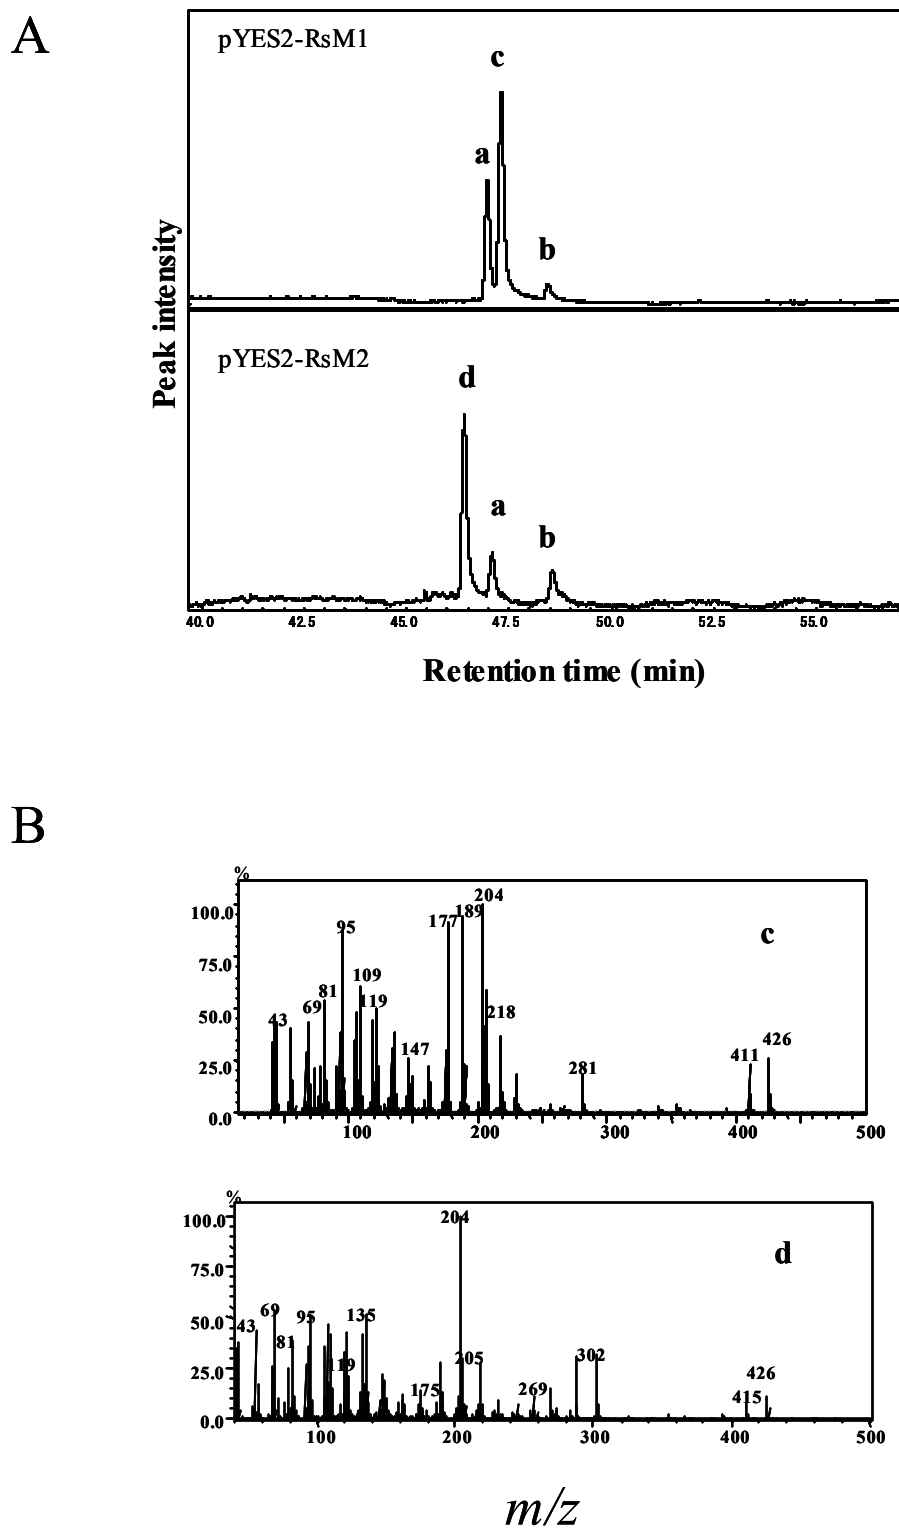 A
pYES2-RsM1
c
a
b
Peak intensity
pYES2-RsM2
d
a
b
40.0 42.5 45.0 47.5 50.0 52.5 55.0
Retention time (min)
B
%
100.0
75.0
50.0
25.0
0.0
43 69 81 95 109 119 147 177 189 204 218 281 411 426
c
100 200 300 400 500
%
100.0
75.0
50.0
25.0
0.0
43 69 81 95 119 135 175 204 205 269 302 415 426
d
100 200 300 400 500
m/z